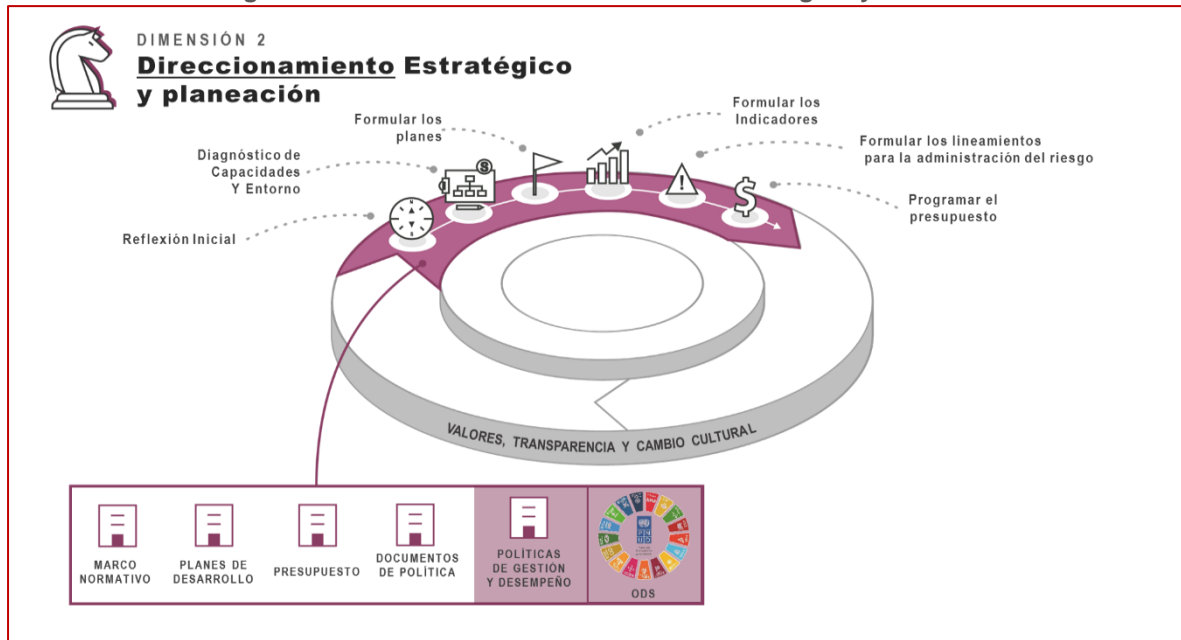 DIMENSIÓN 2
Direccionamiento Estratégico
y planeación
Reflexión Inicial
Diagnóstico de
Capacidades
Y Entorno
Formular los
planes
Formular los
Indicadores
Formular los lineamientos
para la administración del riesgo
Programar el
presupuesto
S
!
$
VALORES, TRANSPARENCIA Y CAMBIO CULTURAL
MARCO
NORMATIVO
PLANES DE
DESARROLLO
PRESUPUESTO
DOCUMENTOS
DE POLÍTICA
POLÍTICAS
DE GESTIÓN
Y DESEMPEÑO
ODS